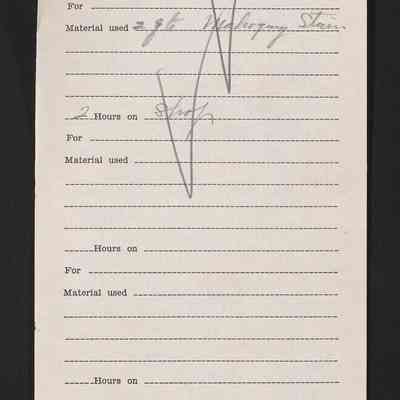 For
Material used 2 qts Mahogany Stain
2 Hours on Shop
For
Material used
Hours on
For
Material used
Hours on